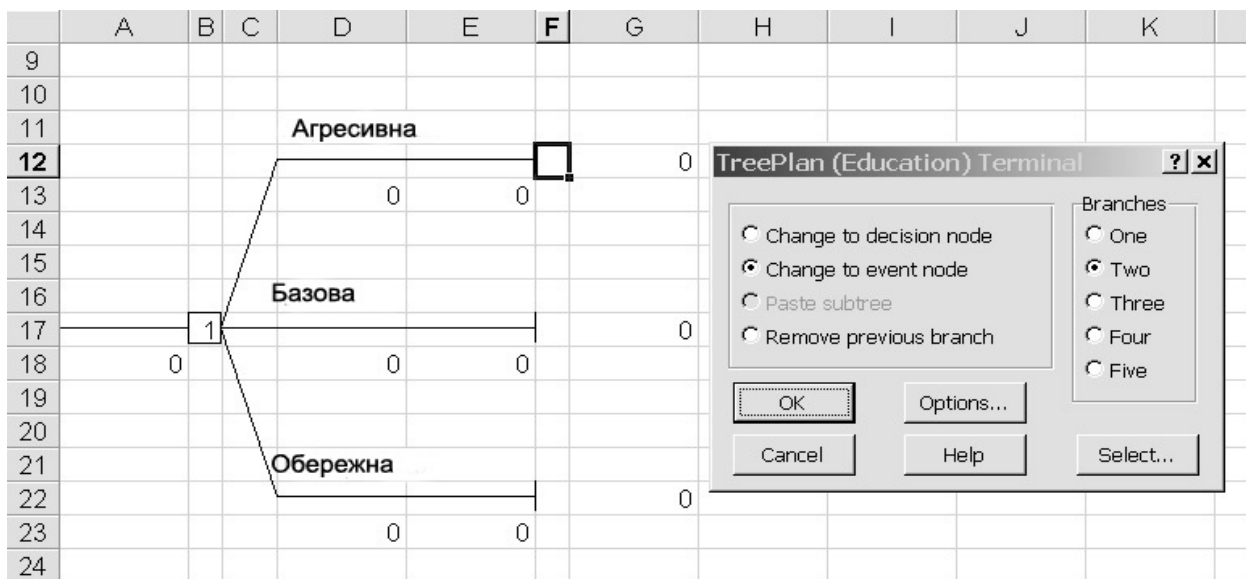 A B C D E F G H I J K
9
10
11 Агресивна
12 0
13 0 0
14
15
16 Базова
17 1 0
18 0 0 0
19
20
21 Обережна
22 0
23 0 0
24
TreePlan (Education) Terminal ? ×
Change to decision node
Change to event node
Paste subtree
Remove previous branch
Branches
One
Two
Three
Four
Five
OK Options...
Cancel Help Select...